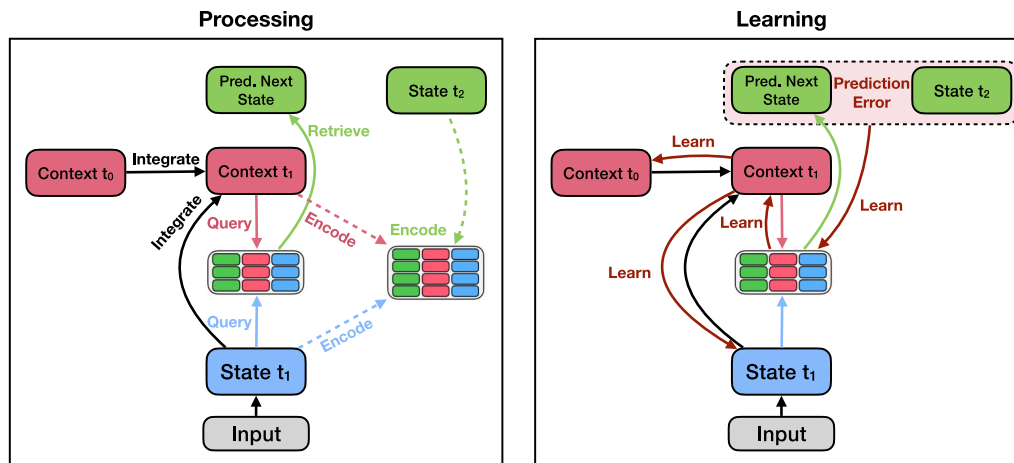 Processing
Pred. Next
State
State t₂
Retrieve
Integrate
Context t₀
Context t₁
Integrate
Query
Encode
Encode
Query
Encode
State t₁
Input
Learning
Pred. Next
State
Prediction
Error
State t₂
Learn
Context t₀
Context t₁
Learn
Learn
Learn
State t₁
Input